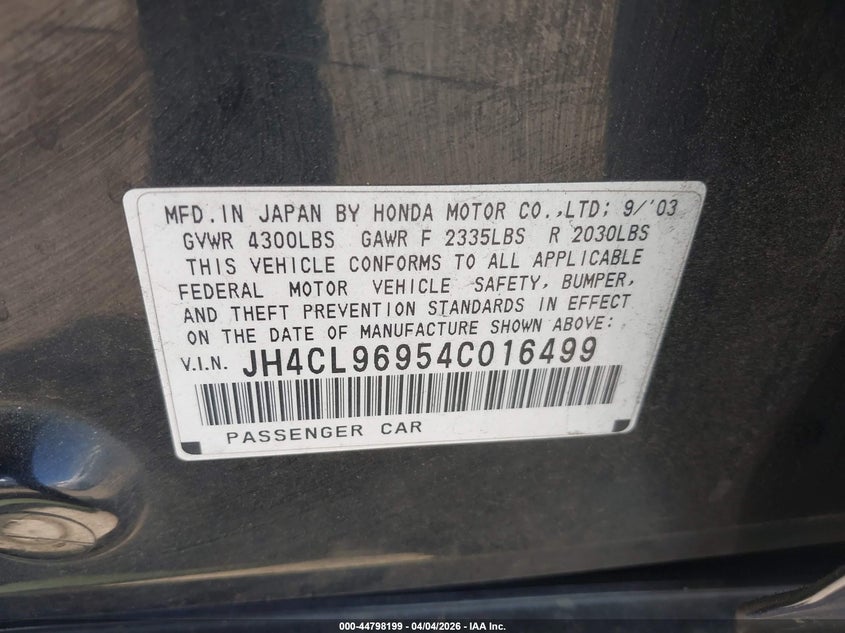 MFD. IN JAPAN BY HONDA MOTOR CO.,LTD; 9/'03
GVWR 4300LBS GAWR F 2335LBS R 2030LBS
THIS VEHICLE CONFORMS TO ALL APPLICABLE
FEDERAL MOTOR VEHICLE SAFETY, BUMPER,
AND THEFT PREVENTION STANDARDS IN EFFECT
ON THE DATE OF MANUFACTURE SHOWN ABOVE:
V.I.N. JH4CL96954C016499
PASSENGER CAR
000-44798199 - 04/04/2026 - IAA Inc.